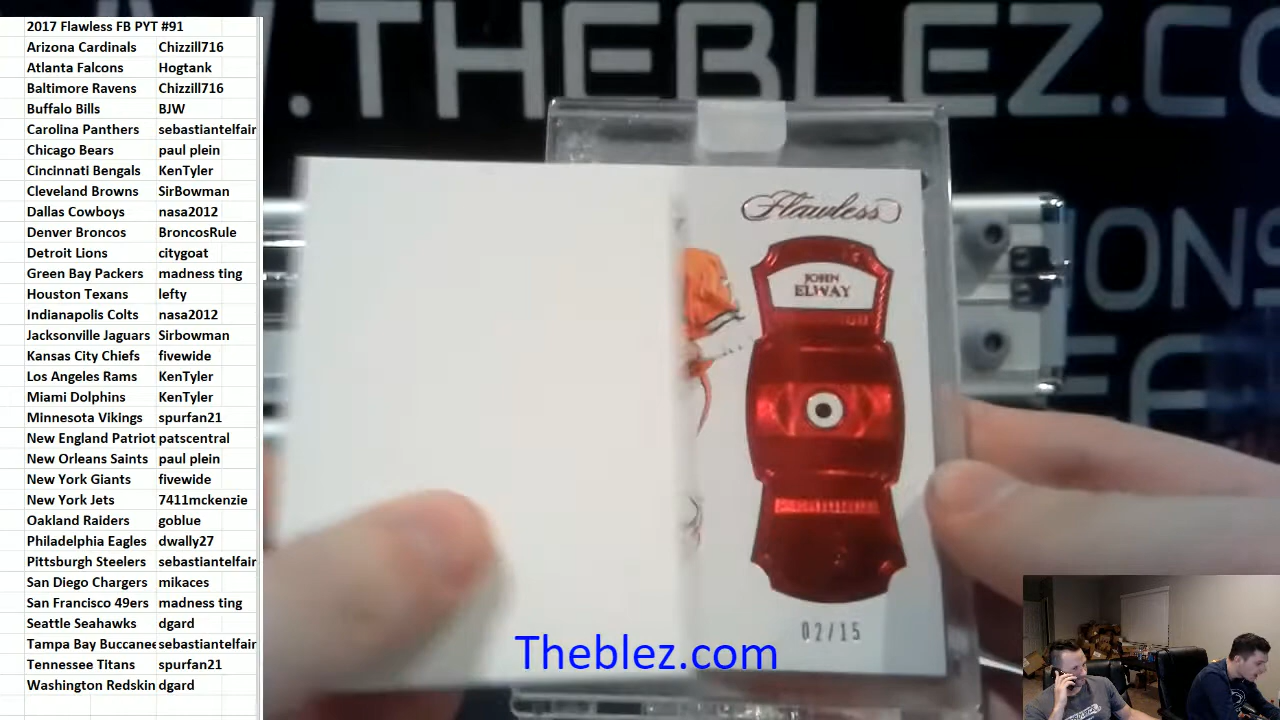 2017 Flawless FB PYT #91
Arizona Cardinals Chizzill716
Atlanta Falcons Hogtank
Baltimore Ravens Chizzill716
Buffalo Bills BJW
Carolina Panthers sebastiantelfair
Chicago Bears paul plein
Cincinnati Bengals KenTyler
Cleveland Browns SirBowman
Dallas Cowboys nasa2012
Denver Broncos BroncosRule
Detroit Lions citygoat
Green Bay Packers madness ting
Houston Texans lefty
Indianapolis Colts nasa2012
Jacksonville Jaguars Sirbowman
Kansas City Chiefs fivewide
Los Angeles Rams KenTyler
Miami Dolphins KenTyler
Minnesota Vikings spurfan21
New England Patriot patscentral
New Orleans Saints paul plein
New York Giants fivewide
New York Jets 7411mckenzie
Oakland Raiders goblue
Philadelphia Eagles dwally27
Pittsburgh Steelers sebastiantelfair
San Diego Chargers mikaces
San Francisco 49ers madness ting
Seattle Seahawks dgard
Tampa Bay Buccanee sebastiantelfair
Tennessee Titans spurfan21
Washington Redskin dgard
W.THEBLEZ.CO
Flawless
JOHN
ELWAY
02/15
Theblez.com